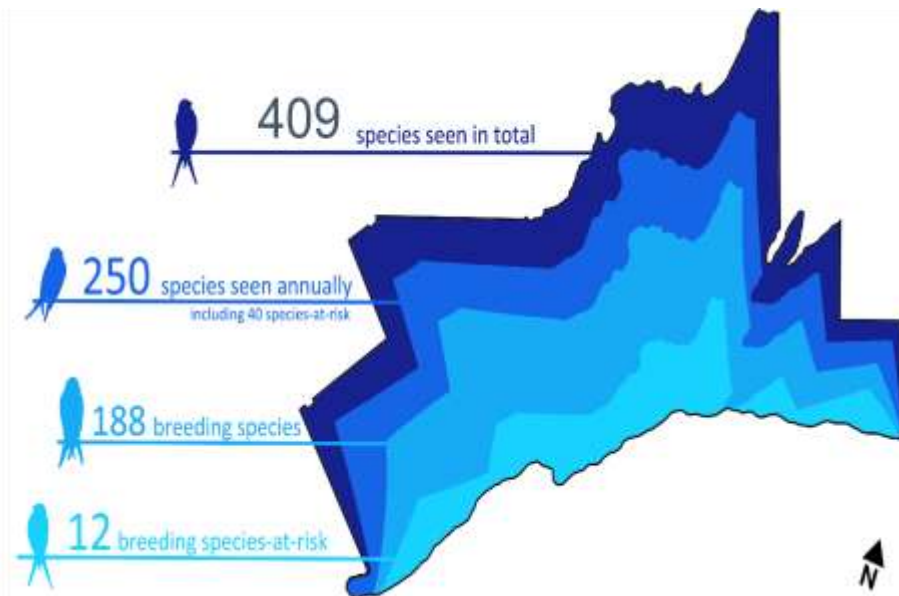 409 species seen in total
250 species seen annually
including 40 species-at-risk
188 breeding species
12 breeding species-at-risk
N